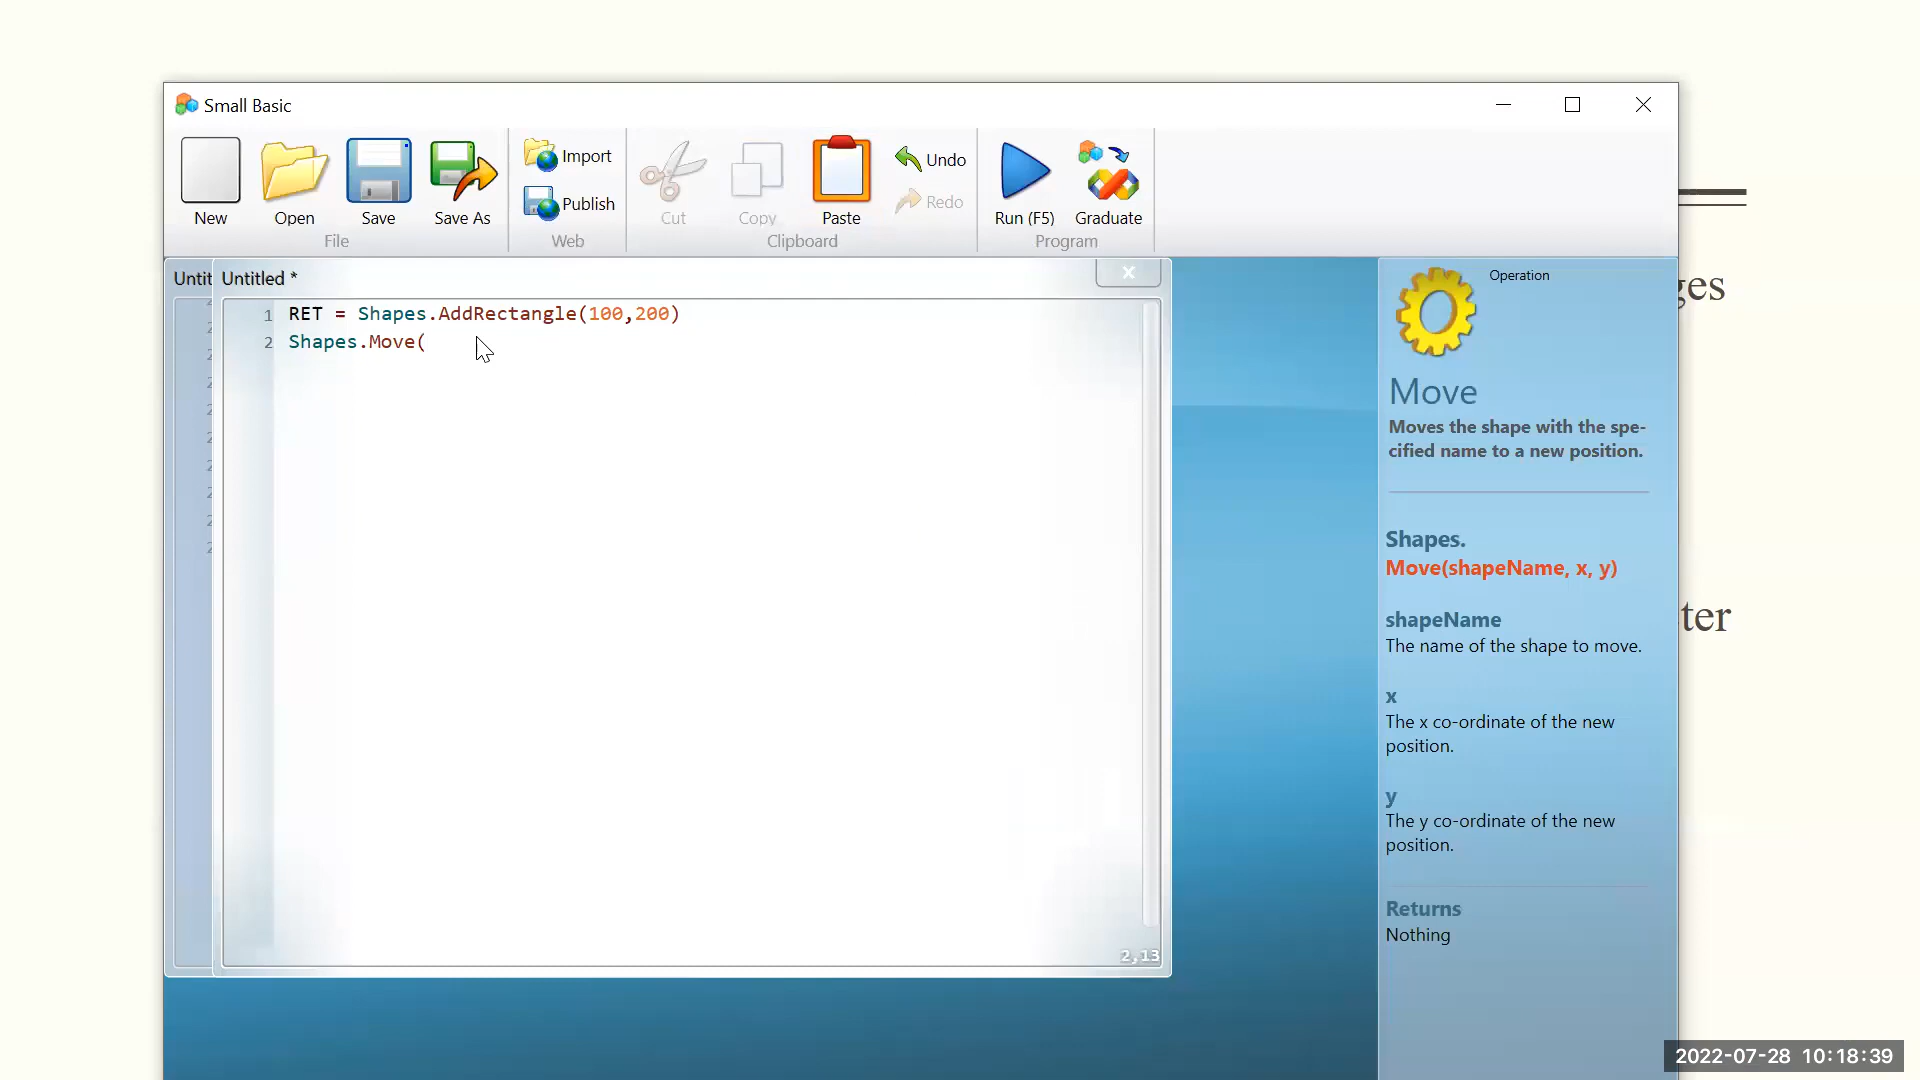 Small Basic
New
Open
Save
Save As
Import
Publish
Cut
Copy
Paste
Undo
Redo
Run (F5)
Graduate
File
Web
Clipboard
Program
Untit
Untitled *
x
1 RET = Shapes.AddRectangle(100,200)
2 Shapes.Move(
2,13
Operation
Move
Moves the shape with the spe-
cified name to a new position.
Shapes.
Move(shapeName, x, y)
shapeName
The name of the shape to move.
x
The x co-ordinate of the new
position.
y
The y co-ordinate of the new
position.
Returns
Nothing
ges
ter
2022-07-28 10:18:39